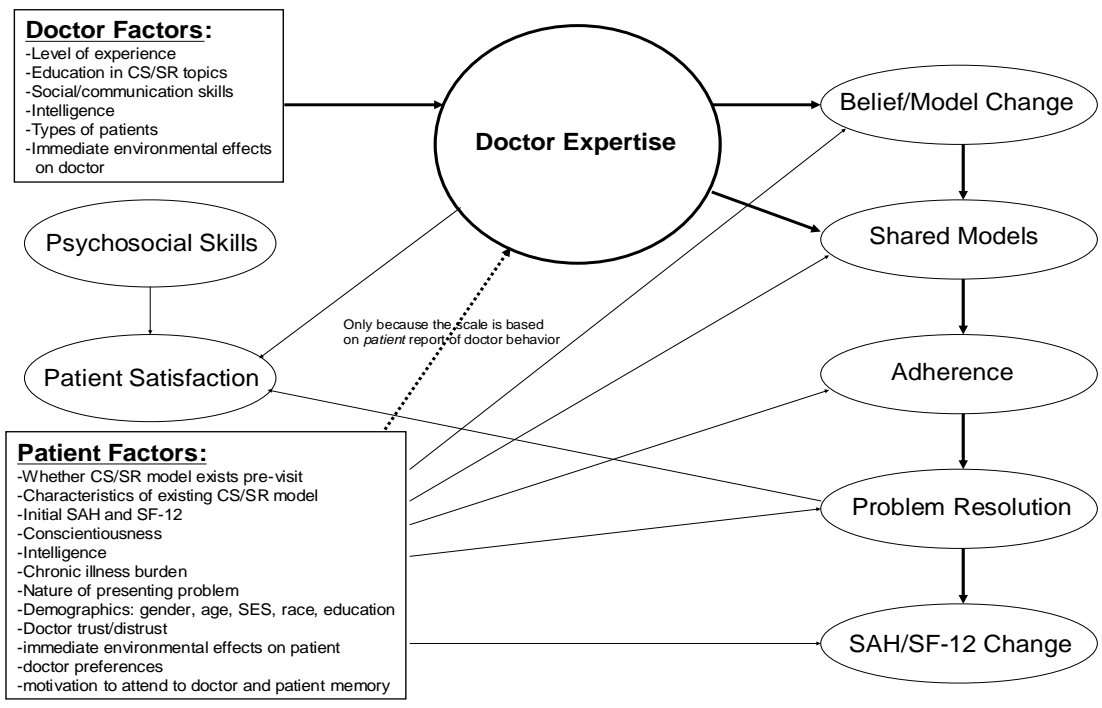 Doctor Factors:
-Level of experience
-Education in CS/SR topics
-Social/communication skills
-Intelligence
-Types of patients
-Immediate environmental effects
on doctor
Doctor Expertise
Belief/Model Change
Psychosocial Skills
Shared Models
Only because the scale is based
on patient report of doctor behavior
Patient Satisfaction
Adherence
Patient Factors:
-Whether CS/SR model exists pre-visit
-Characteristics of existing CS/SR model
-Initial SAH and SF-12
-Conscientiousness
-Intelligence
-Chronic illness burden
-Nature of presenting problem
-Demographics: gender, age, SES, race, education
-Doctor trust/distrust
-immediate environmental effects on patient
-doctor preferences
-motivation to attend to doctor and patient memory
Problem Resolution
SAH/SF-12 Change